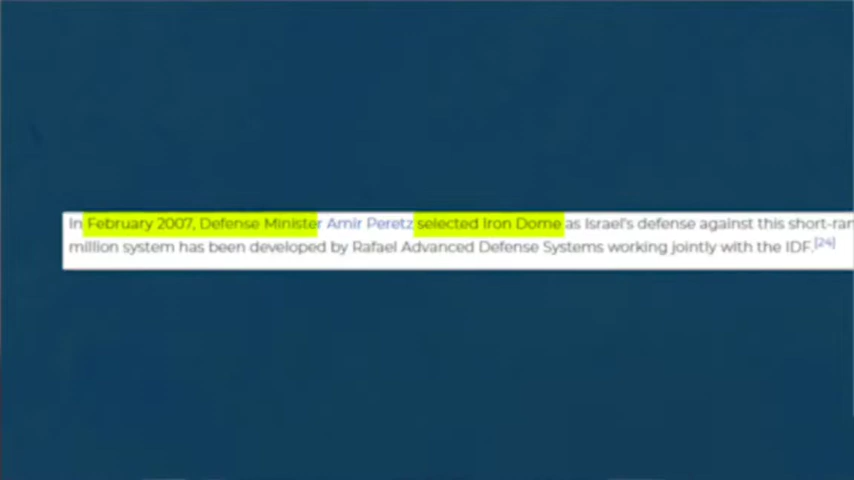 In February 2007, Defense Minister Amir Peretz selected Iron Dome as Israel's defense against this short-ran
million system has been developed by Rafael Advanced Defense Systems working jointly with the IDF.[24]